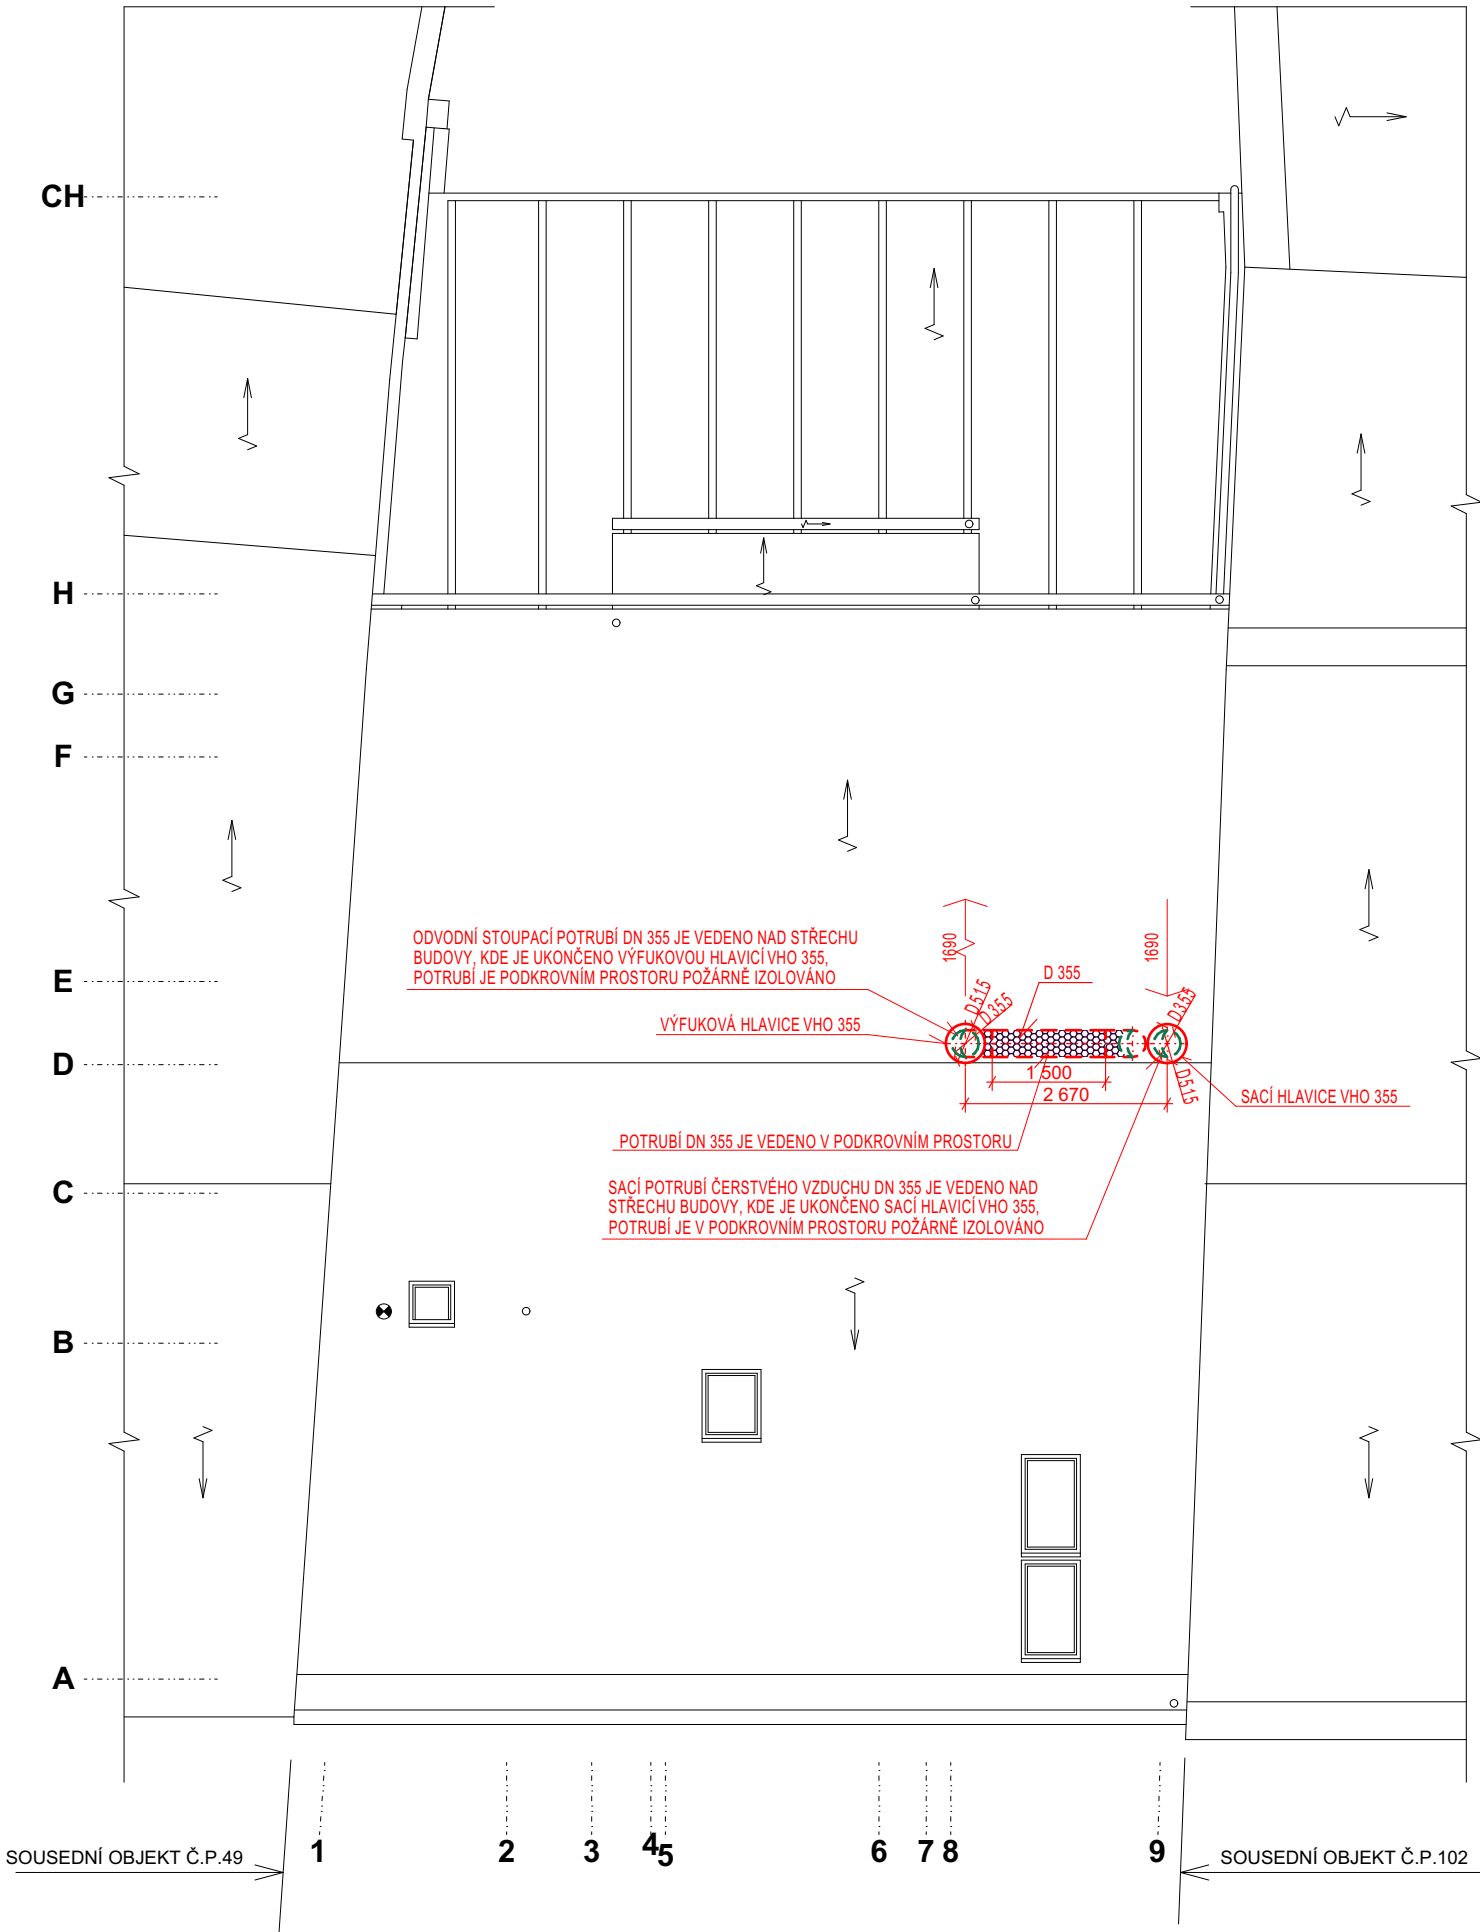 CH
H
G
F
E
D
C
B
A
ODVODNÍ STOUPACÍ POTRUBÍ DN 355 JE VEDENO NAD STŘECHU
BUDOVY, KDE JE UKONČENO VÝFUKOVOU HLAVICÍ VHO 355,
POTRUBÍ JE PODKROVNÍM PROSTORU POŽÁRNĚ IZOLOVÁNO
VÝFUKOVÁ HLAVICE VHO 355
1690
1690
D515
D355
D 355
D355
D515
1 500
2 670
SACÍ HLAVICE VHO 355
POTRUBÍ DN 355 JE VEDENO V PODKROVNÍM PROSTORU
SACÍ POTRUBÍ ČERSTVÉHO VZDUCHU DN 355 JE VEDENO NAD
STŘECHU BUDOVY, KDE JE UKONČENO SACÍ HLAVICÍ VHO 355,
POTRUBÍ JE V PODKROVNÍM PROSTORU POŽÁRNĚ IZOLOVÁNO
1 2 3 4 5 6 7 8 9
SOUSEDNÍ OBJEKT Č.P.49
SOUSEDNÍ OBJEKT Č.P.102